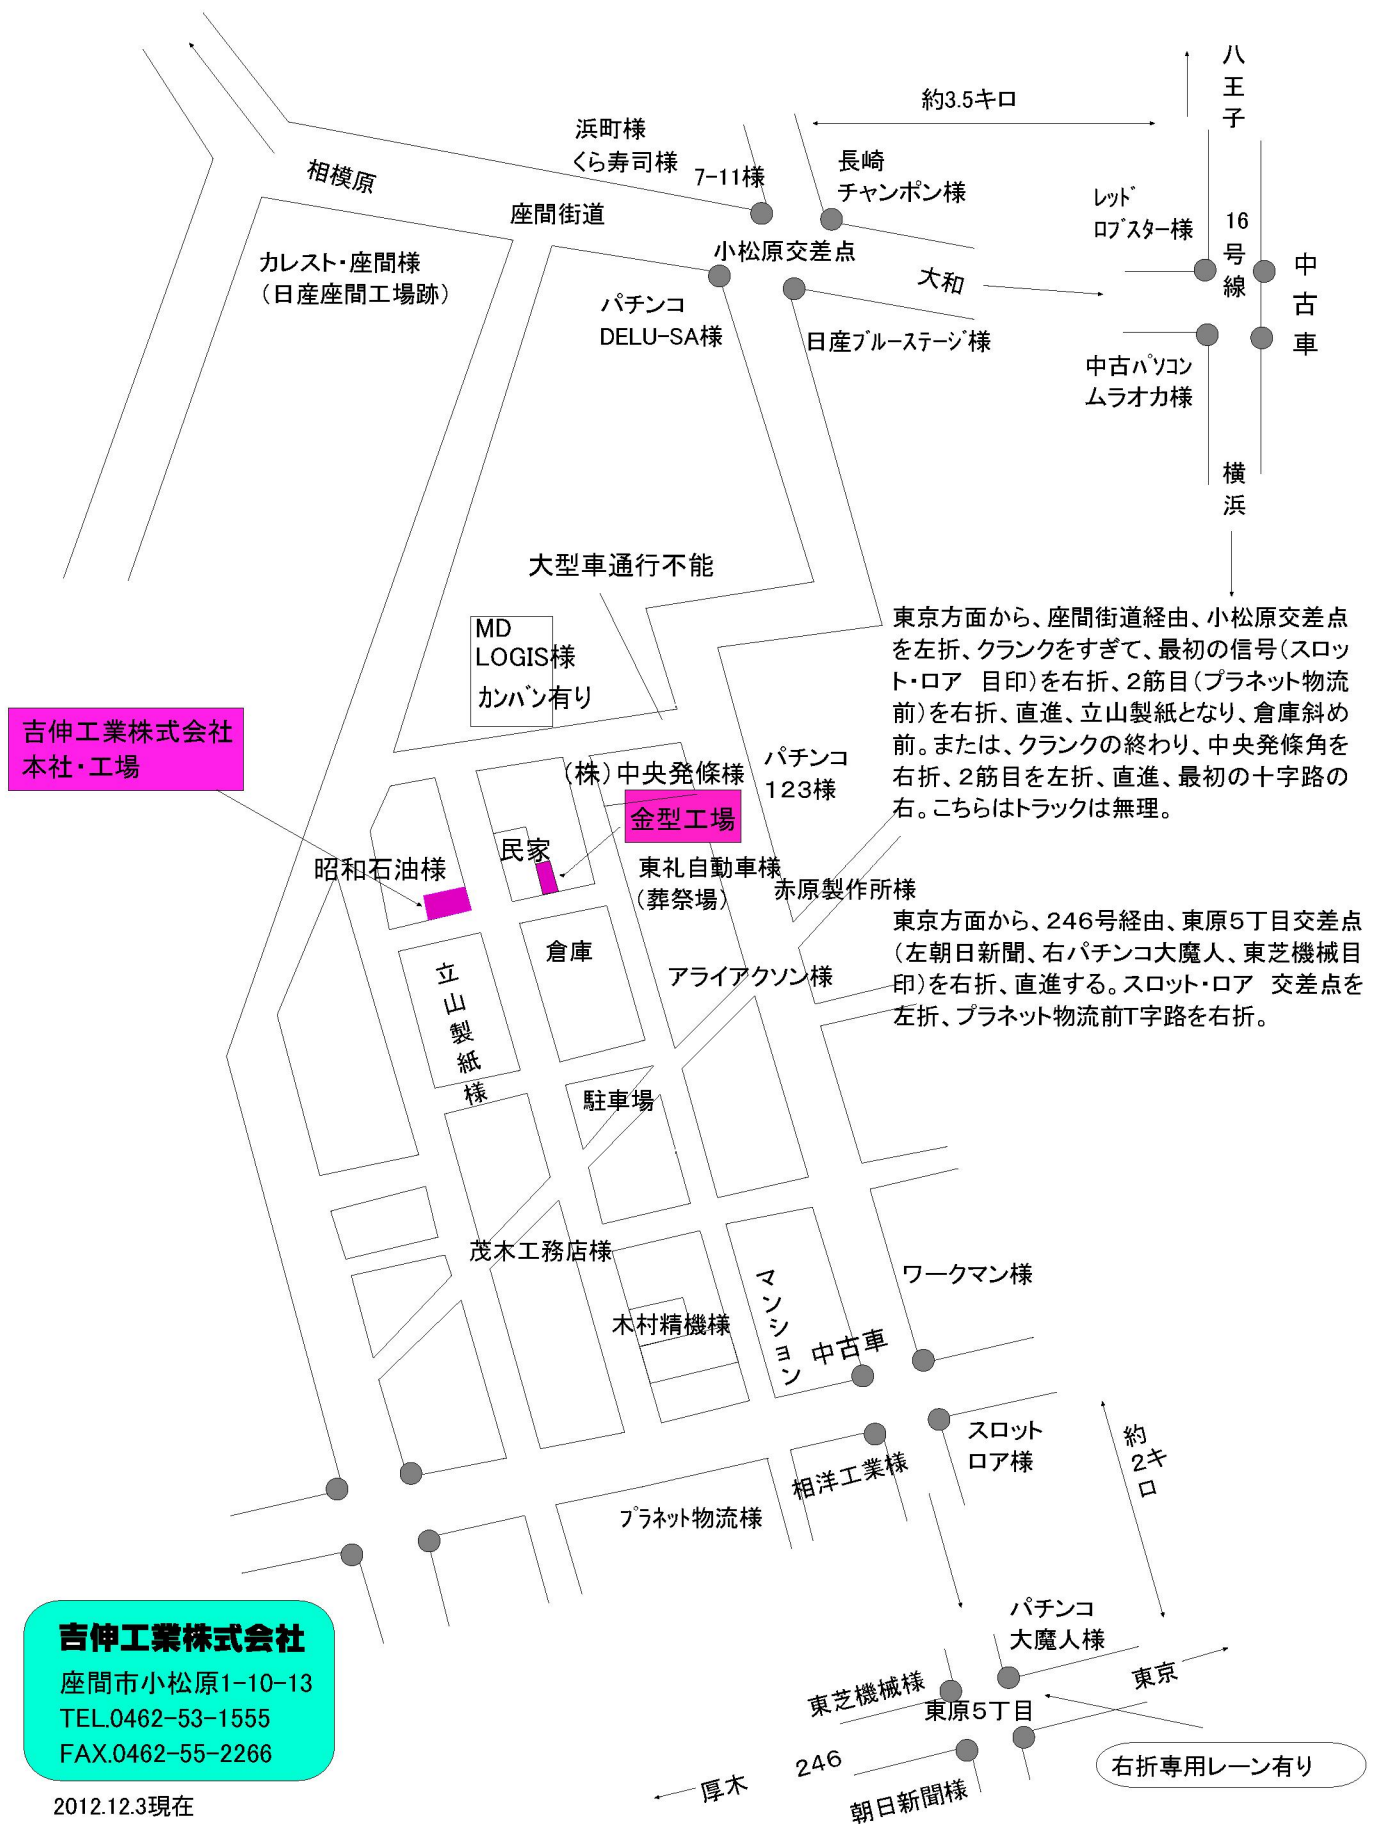 八王子
約3.5キロ
浜町様
くら寿司様
7-11様
長崎
チャンポン様
相模原
座間街道
レッド
ロブスター様
16号線
中古車
小松原交差点
大和
カレスト・座間様
(日産座間工場跡)
パチンコ
DELU-SA様
日産ブルーステージ様
中古パソコン
ムラオカ様
横浜
大型車通行不能
MD
LOGIS様
カンバン有り
東京方面から、座間街道経由、小松原交差点
を左折、クランクをすぎて、最初の信号(スロッ
ト・ロア 目印)を右折、2筋目(プラネット物流
前)を右折、直進、立山製紙となり、倉庫斜め
前。または、クランクの終わり、中央発條角を
右折、2筋目を左折、直進、最初の十字路の
右。こちらはトラックは無理。
吉伸工業株式会社
本社・工場
(株)中央発條様
パチンコ
123様
金型工場
民家
昭和石油様
東礼自動車様
(葬祭場)
赤原製作所様
東京方面から、246号経由、東原5丁目交差点
(左朝日新聞、右パチンコ大魔人、東芝機械目
印)を右折、直進する。スロット・ロア 交差点を
左折、プラネット物流前T字路を右折。
倉庫
立山製紙様
アライアクソン様
駐車場
茂木工務店様
ワークマン様
マンション
木村精機様
中古車
スロット
ロア様
約2キロ
相洋工業様
プラネット物流様
吉伸工業株式会社
座間市小松原1-10-13
TEL.0462-53-1555
FAX.0462-55-2266
2012.12.3現在
パチンコ
大魔人様
東京
東芝機械様
東原5丁目
右折専用レーン有り
246
厚木
朝日新聞様